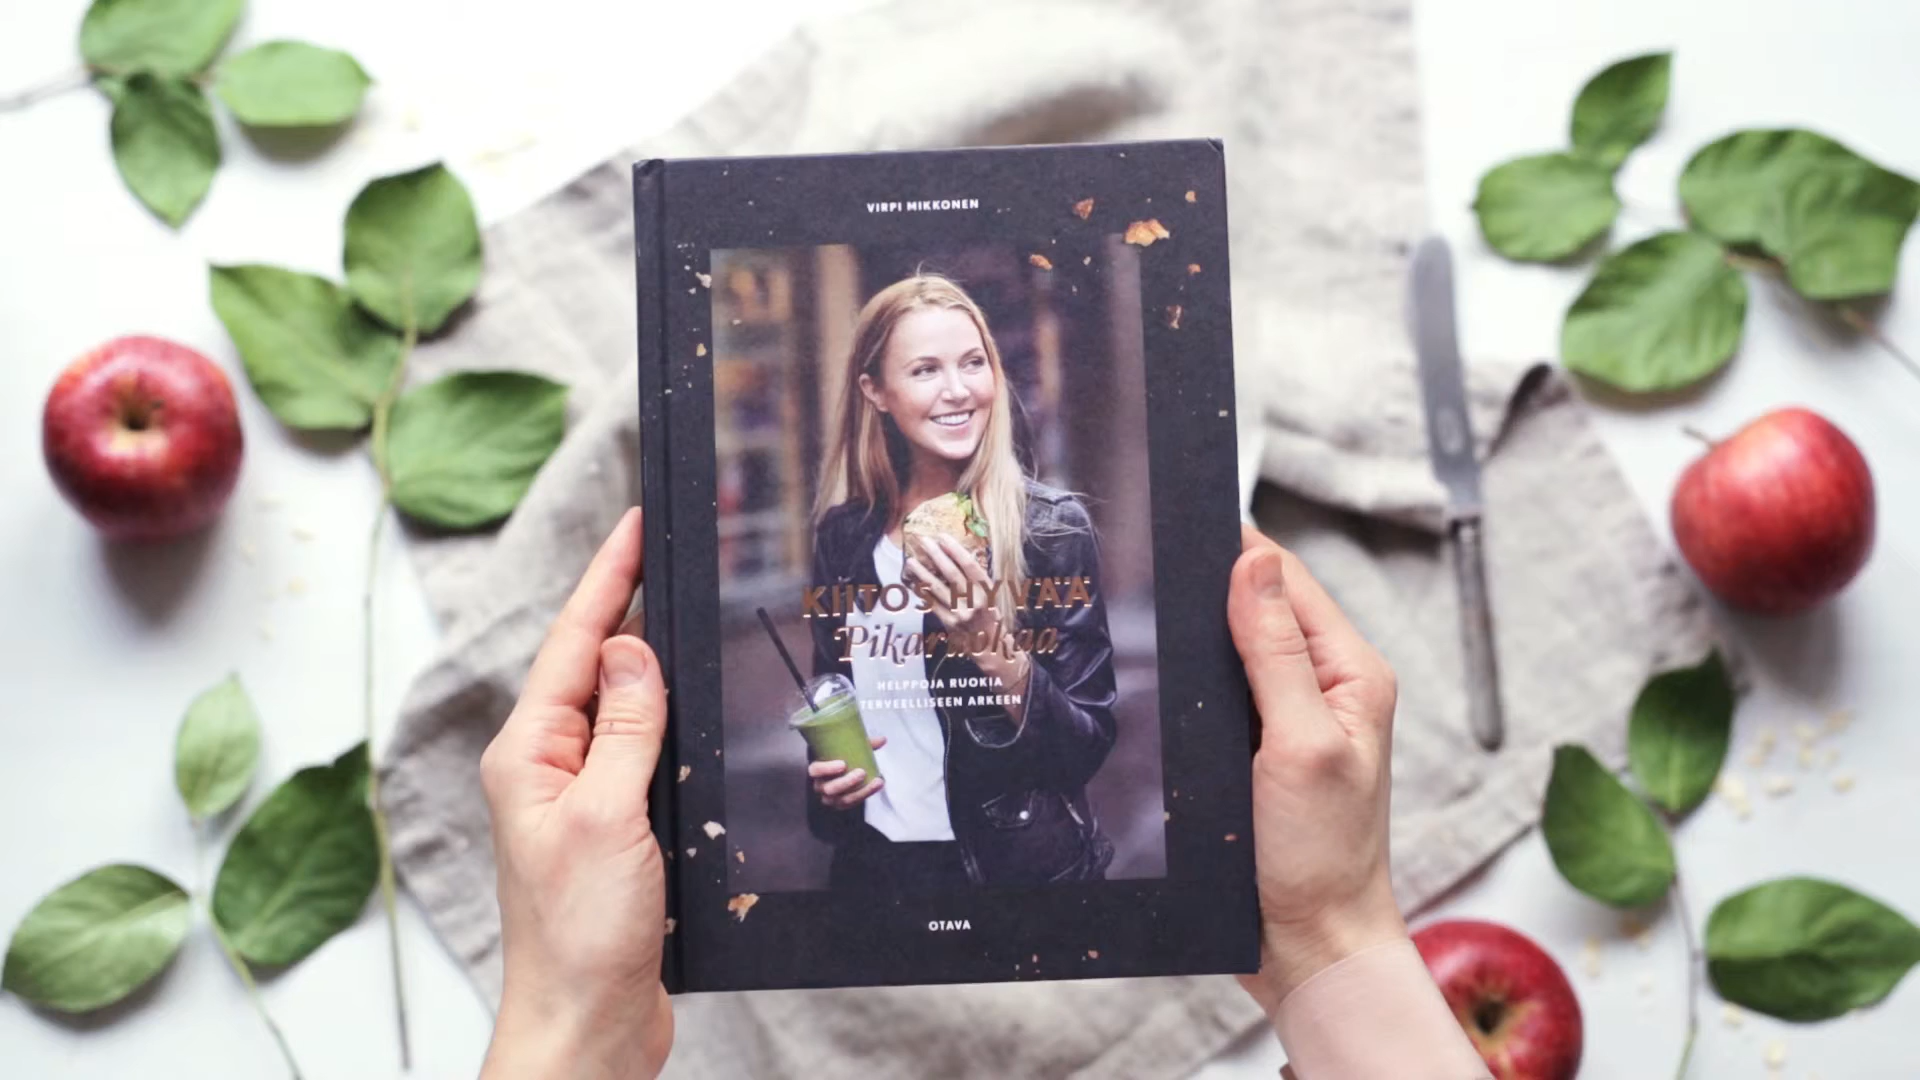 VIRPI MIKKONEN
KIITOS HYVÄÄ
Pikaruokaa
HELPPOJA RUOKIA
TERVEELLISEEN ARKEEN
OTAVA